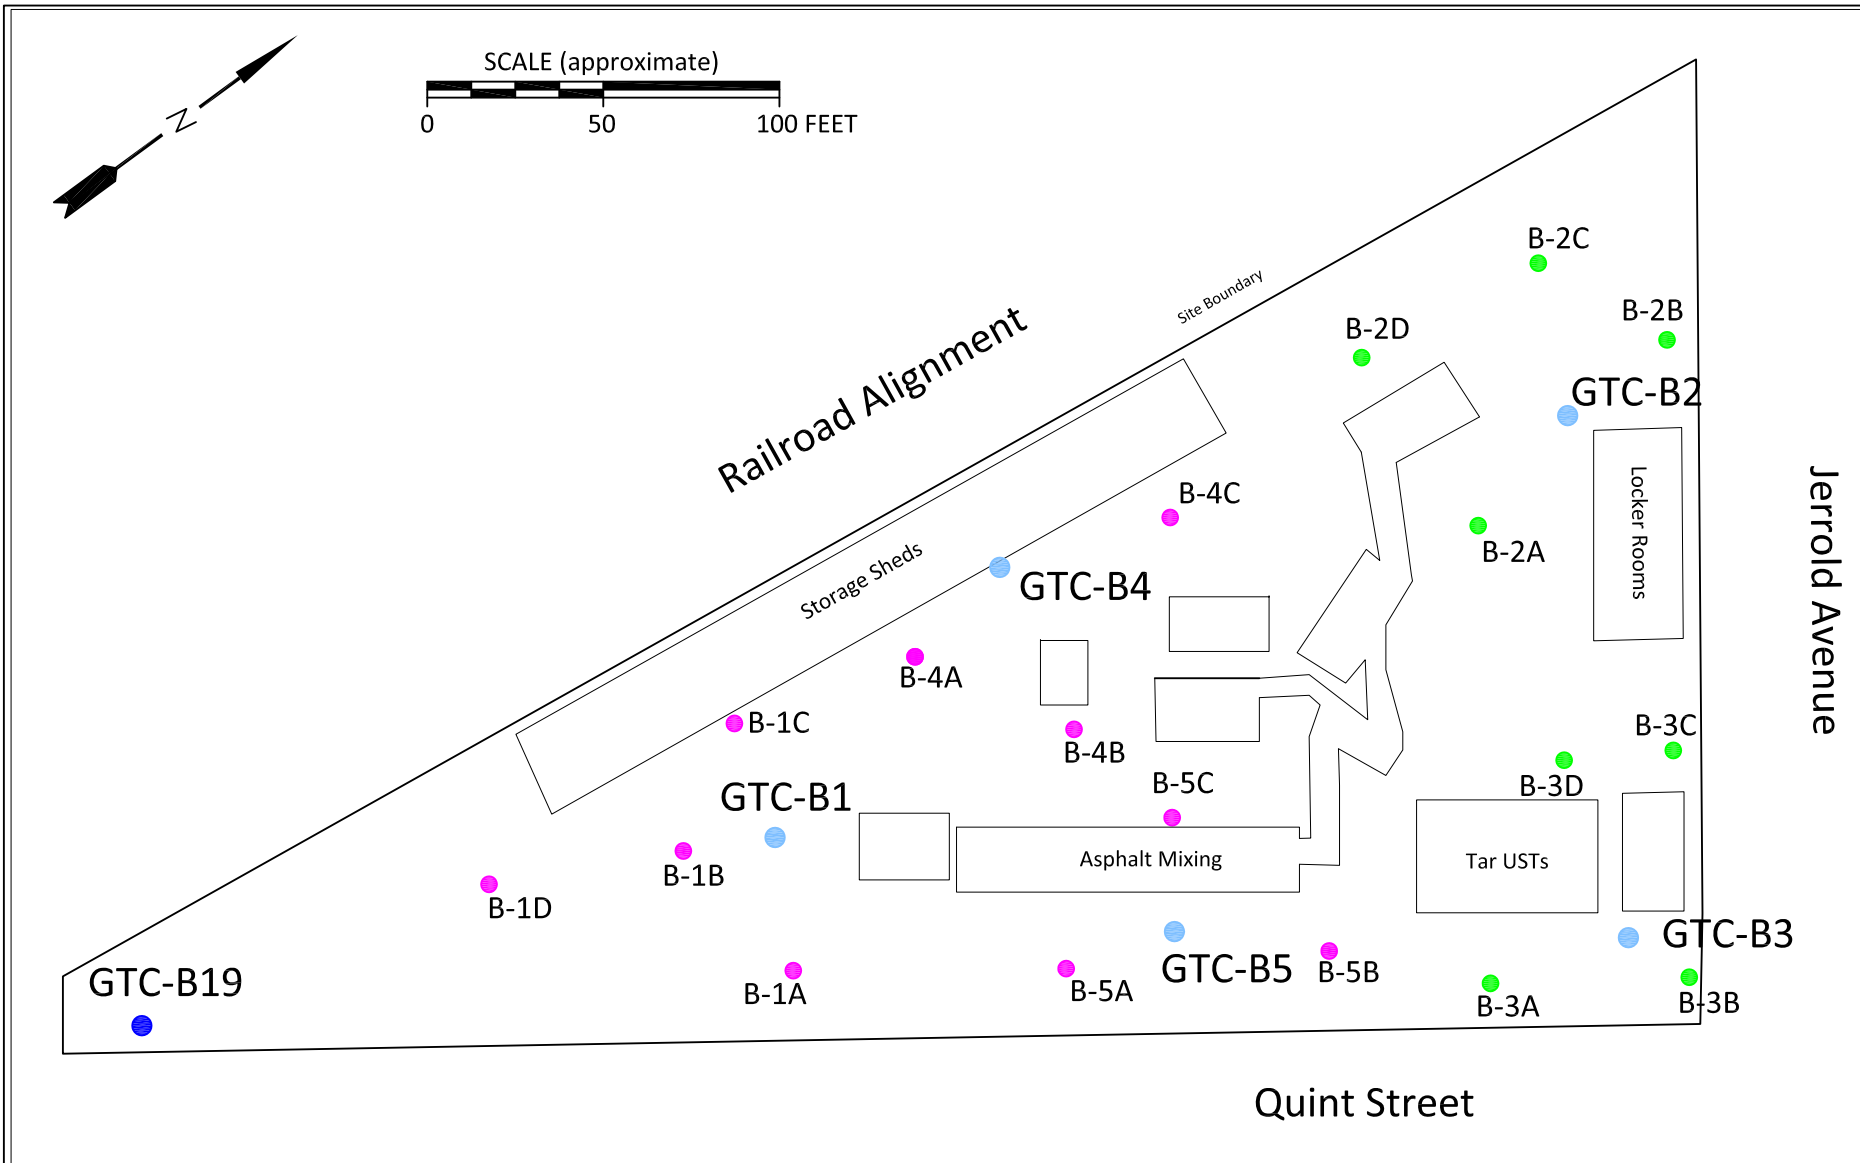 SCALE (approximate)
N
0 50 100 FEET
B-2C
Site Boundary
B-2B
B-2D
Railroad Alignment
GTC-B2
Locker Rooms
Jerrold Avenue
B-4C
B-2A
Storage Sheds
GTC-B4
B-4A
B-1C
B-4B
B-3C
B-5C
B-3D
GTC-B1
Asphalt Mixing
Tar USTs
B-1B
B-1D
GTC-B3
GTC-B5
B-5B
GTC-B19
B-1A
B-5A
B-3A
B-3B
Quint Street